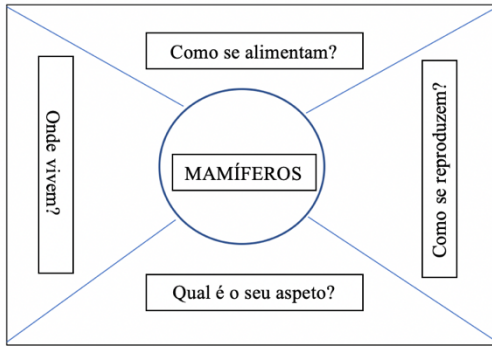 Como se alimentam?
Onde vivem?
MAMÍFEROS
Como se reproduzem?
Qual é o seu aspeto?